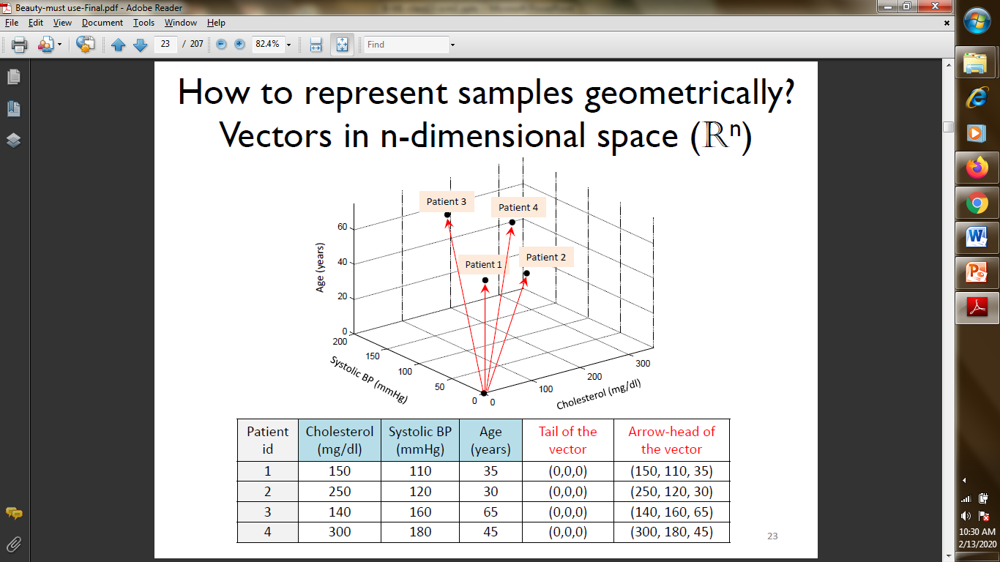 Beauty-must use-Final.pdf - Adobe Reader
File Edit View Document Tools Window Help
23 / 207 82.4% Find
How to represent samples geometrically?
Vectors in n-dimensional space (ℝⁿ)
Patient 3
Patient 4
Patient 1
Patient 2
Age (years)
60
40
20
0
200
150
100
50
0
Systolic BP (mmHg)
0
100
200
300
Cholesterol (mg/dl)
Patient id Cholesterol (mg/dl) Systolic BP (mmHg) Age (years) Tail of the vector Arrow-head of the vector
1 150 110 35 (0,0,0) (150, 110, 35)
2 250 120 30 (0,0,0) (250, 120, 30)
3 140 160 65 (0,0,0) (140, 160, 65)
4 300 180 45 (0,0,0) (300, 180, 45)
23
10:30 AM
2/13/2020